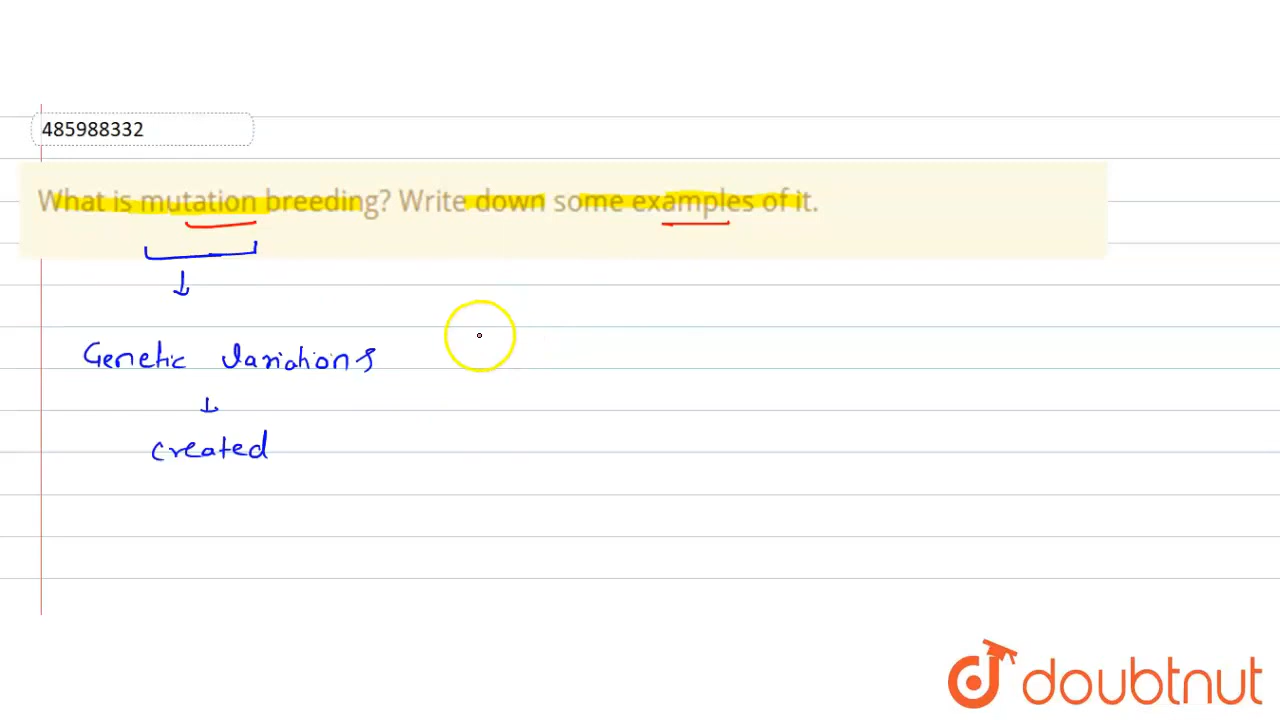 485988332
What is mutation breeding? Write down some examples of it.
Genetic Variations
created
doubtnut